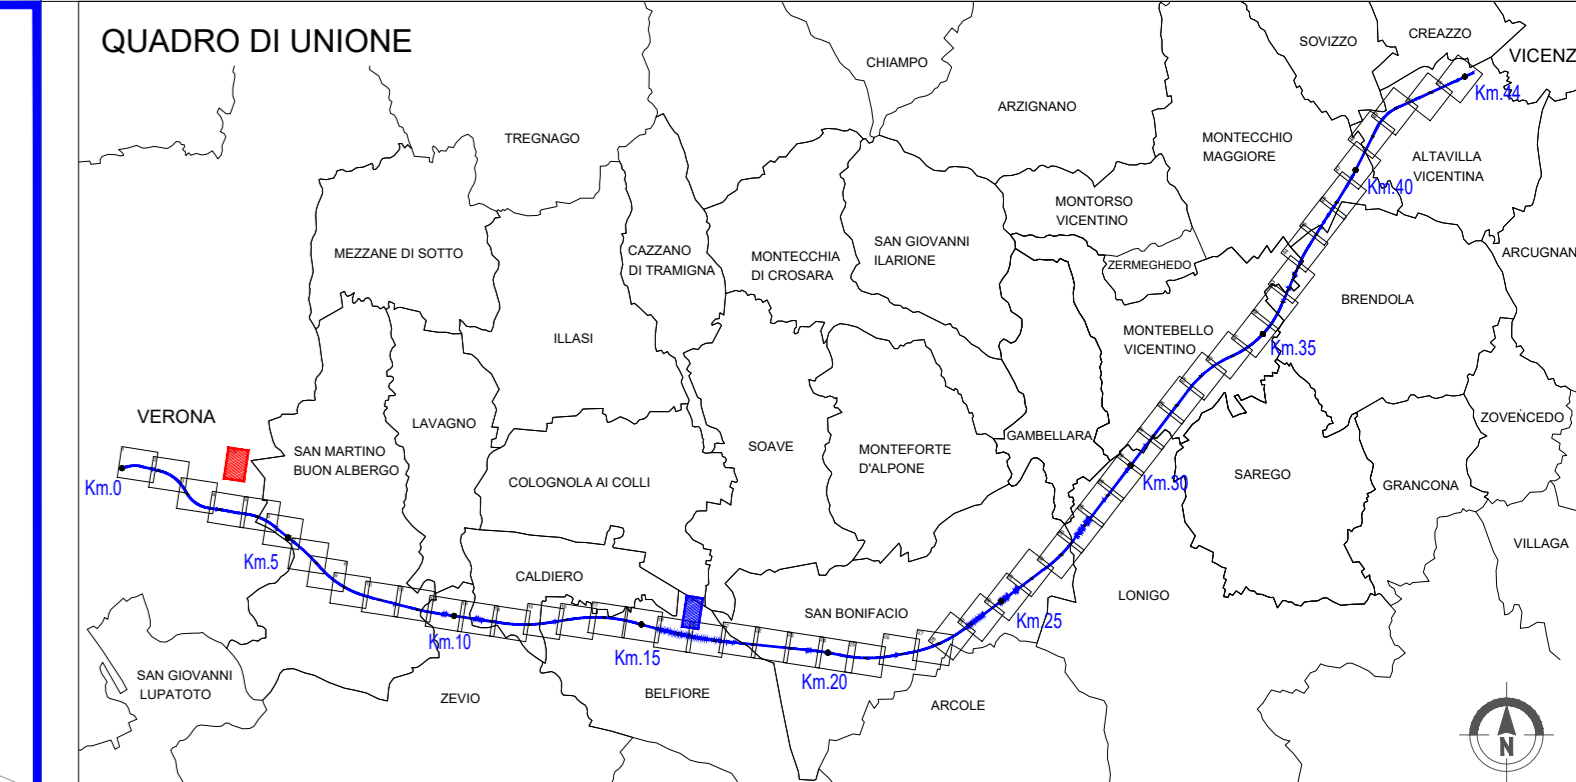 QUADRO DI UNIONE
CREAZZO
SOVIZZO
VICENZ
CHIAMPO
Km.44
ARZIGNANO
TREGNAGO
MONTECCHIO
MAGGIORE
ALTAVILLA
VICENTINA
Km.40
MONTORSO
VICENTINO
MEZZANE DI SOTTO
CAZZANO
DI TRAMIGNA
MONTECCHIA
DI CROSARA
SAN GIOVANNI
ILARIONE
ZERMEGHEDO
ARCUGNAN
BRENDOLA
ILLASI
MONTEBELLO
VICENTINO
Km.35
VERONA
LAVAGNO
ZOVENCEDO
SAN MARTINO
BUON ALBERGO
SOAVE
MONTEFORTE
D'ALPONE
GAMBELLARA
Km.0
COLOGNOLA AI COLLI
Km.30
SAREGO
GRANCONA
Km.5
VILLAGA
CALDIERO
LONIGO
SAN BONIFACIO
Km.25
Km.10
Km.15
SAN GIOVANNI
LUPATOTO
Km.20
ZEVIO
BELFIORE
ARCOLE
N